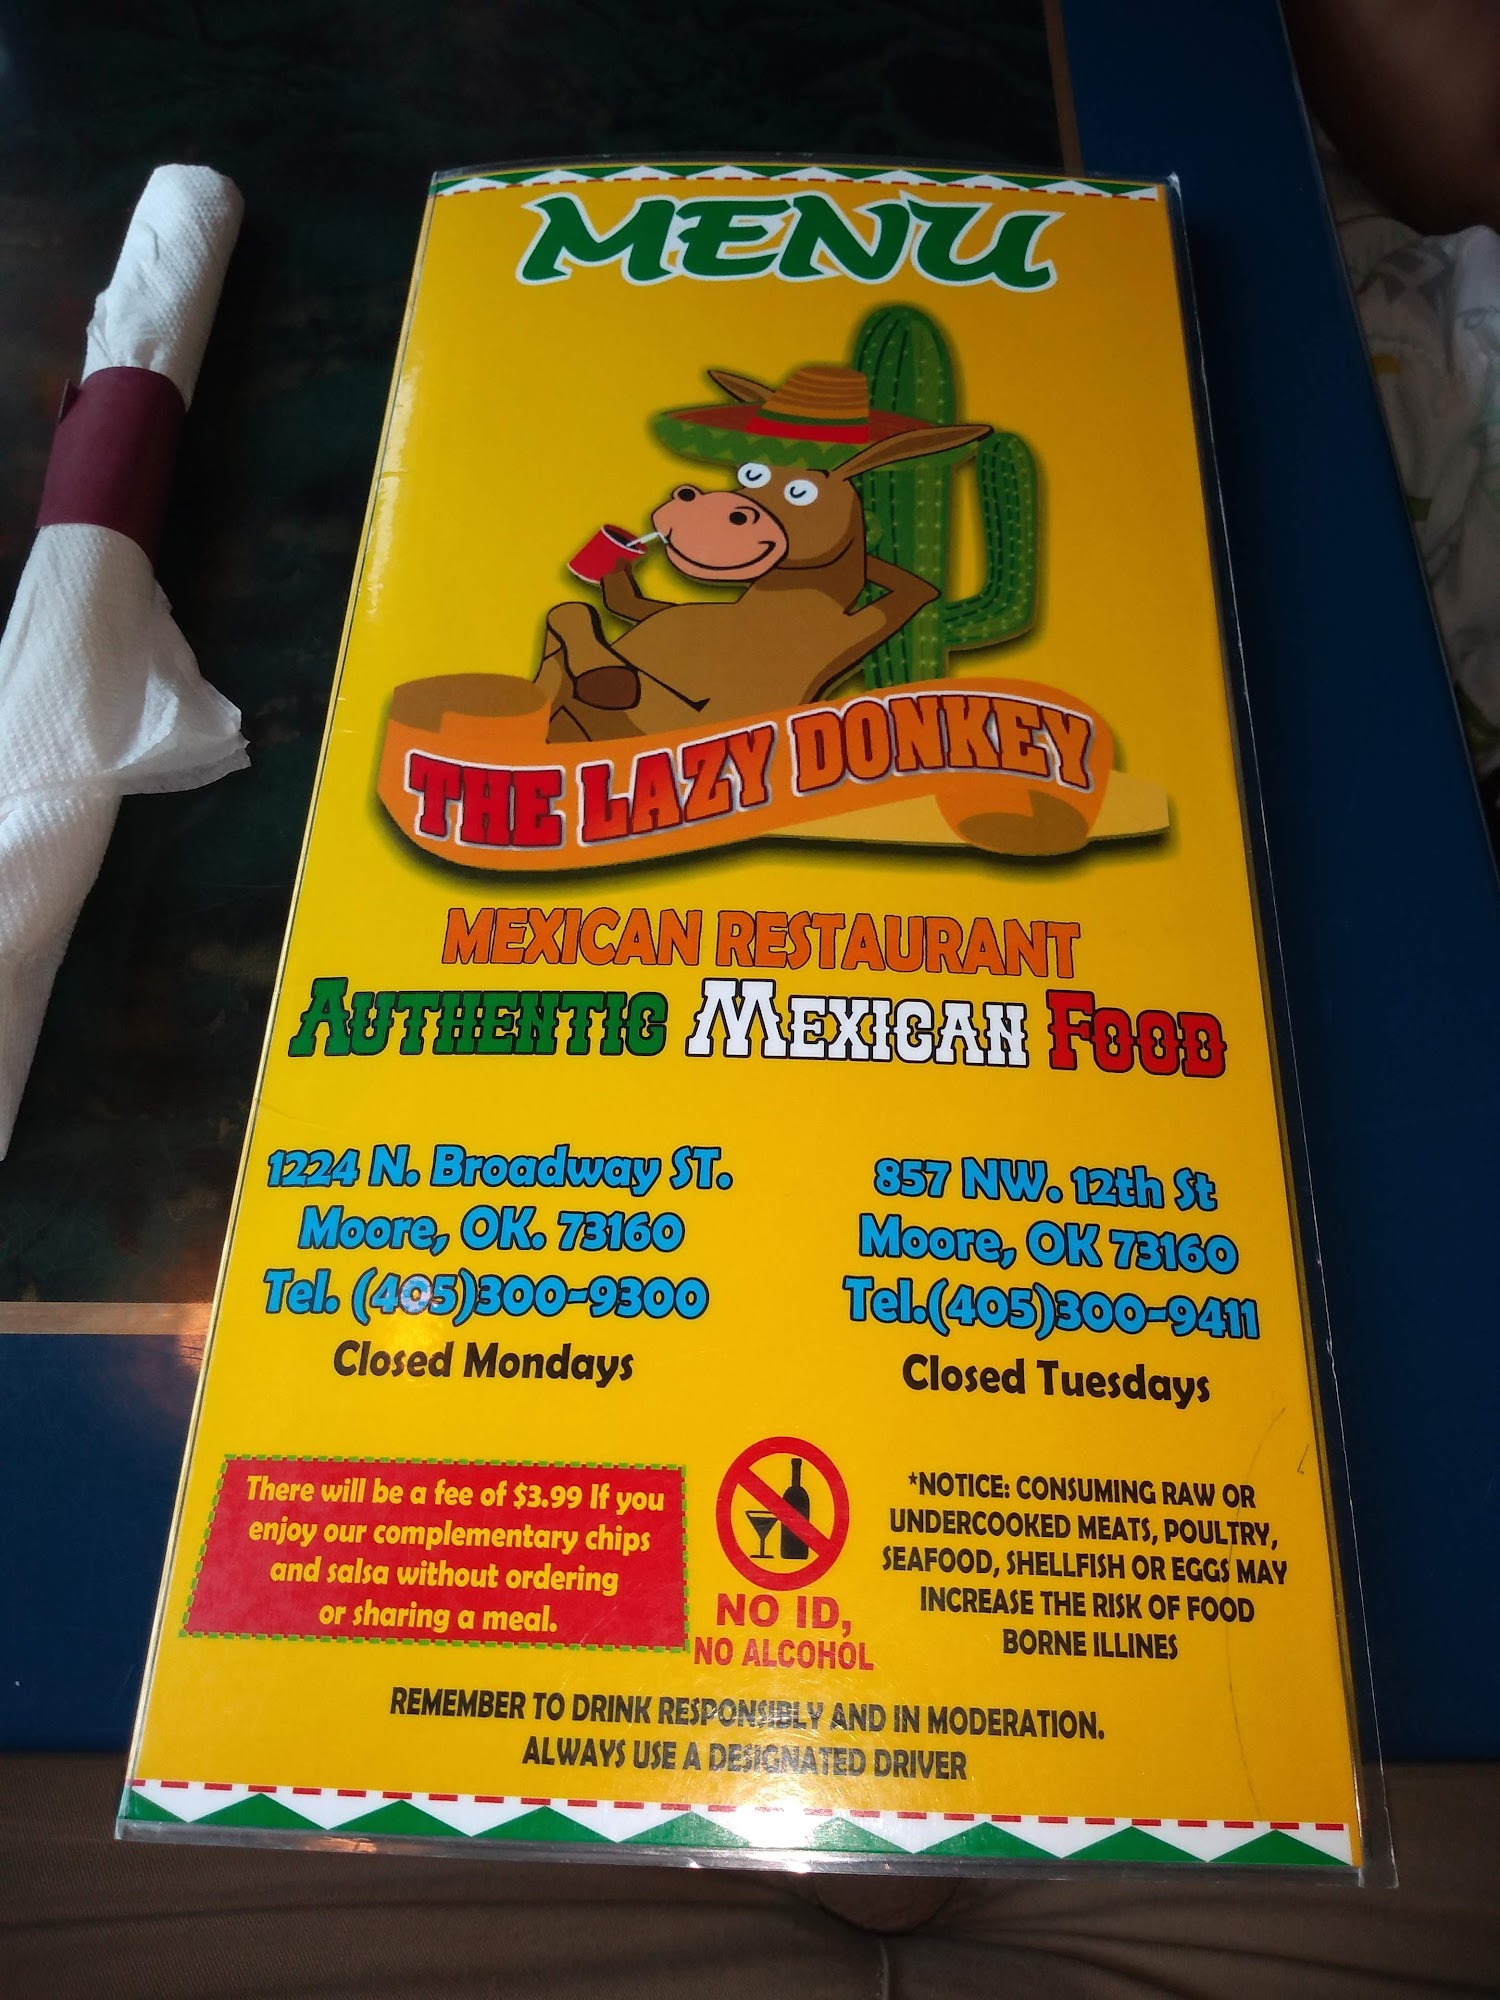 MENU
THE LAZY DONKEY
MEXICAN RESTAURANT
AUTHENTIC MEXICAN FOOD
1224 N. Broadway ST.
Moore, OK. 73160
Tel. (405)300-9300
Closed Mondays
857 NW. 12th St
Moore, OK 73160
Tel.(405)300-9411
Closed Tuesdays
There will be a fee of $3.99 If you
enjoy our complementary chips
and salsa without ordering
or sharing a meal.
NO ID,
NO ALCOHOL
*NOTICE: CONSUMING RAW OR
UNDERCOOKED MEATS, POULTRY,
SEAFOOD, SHELLFISH OR EGGS MAY
INCREASE THE RISK OF FOOD
BORNE ILLINES
REMEMBER TO DRINK RESPONSIBLY AND IN MODERATION.
ALWAYS USE A DESIGNATED DRIVER